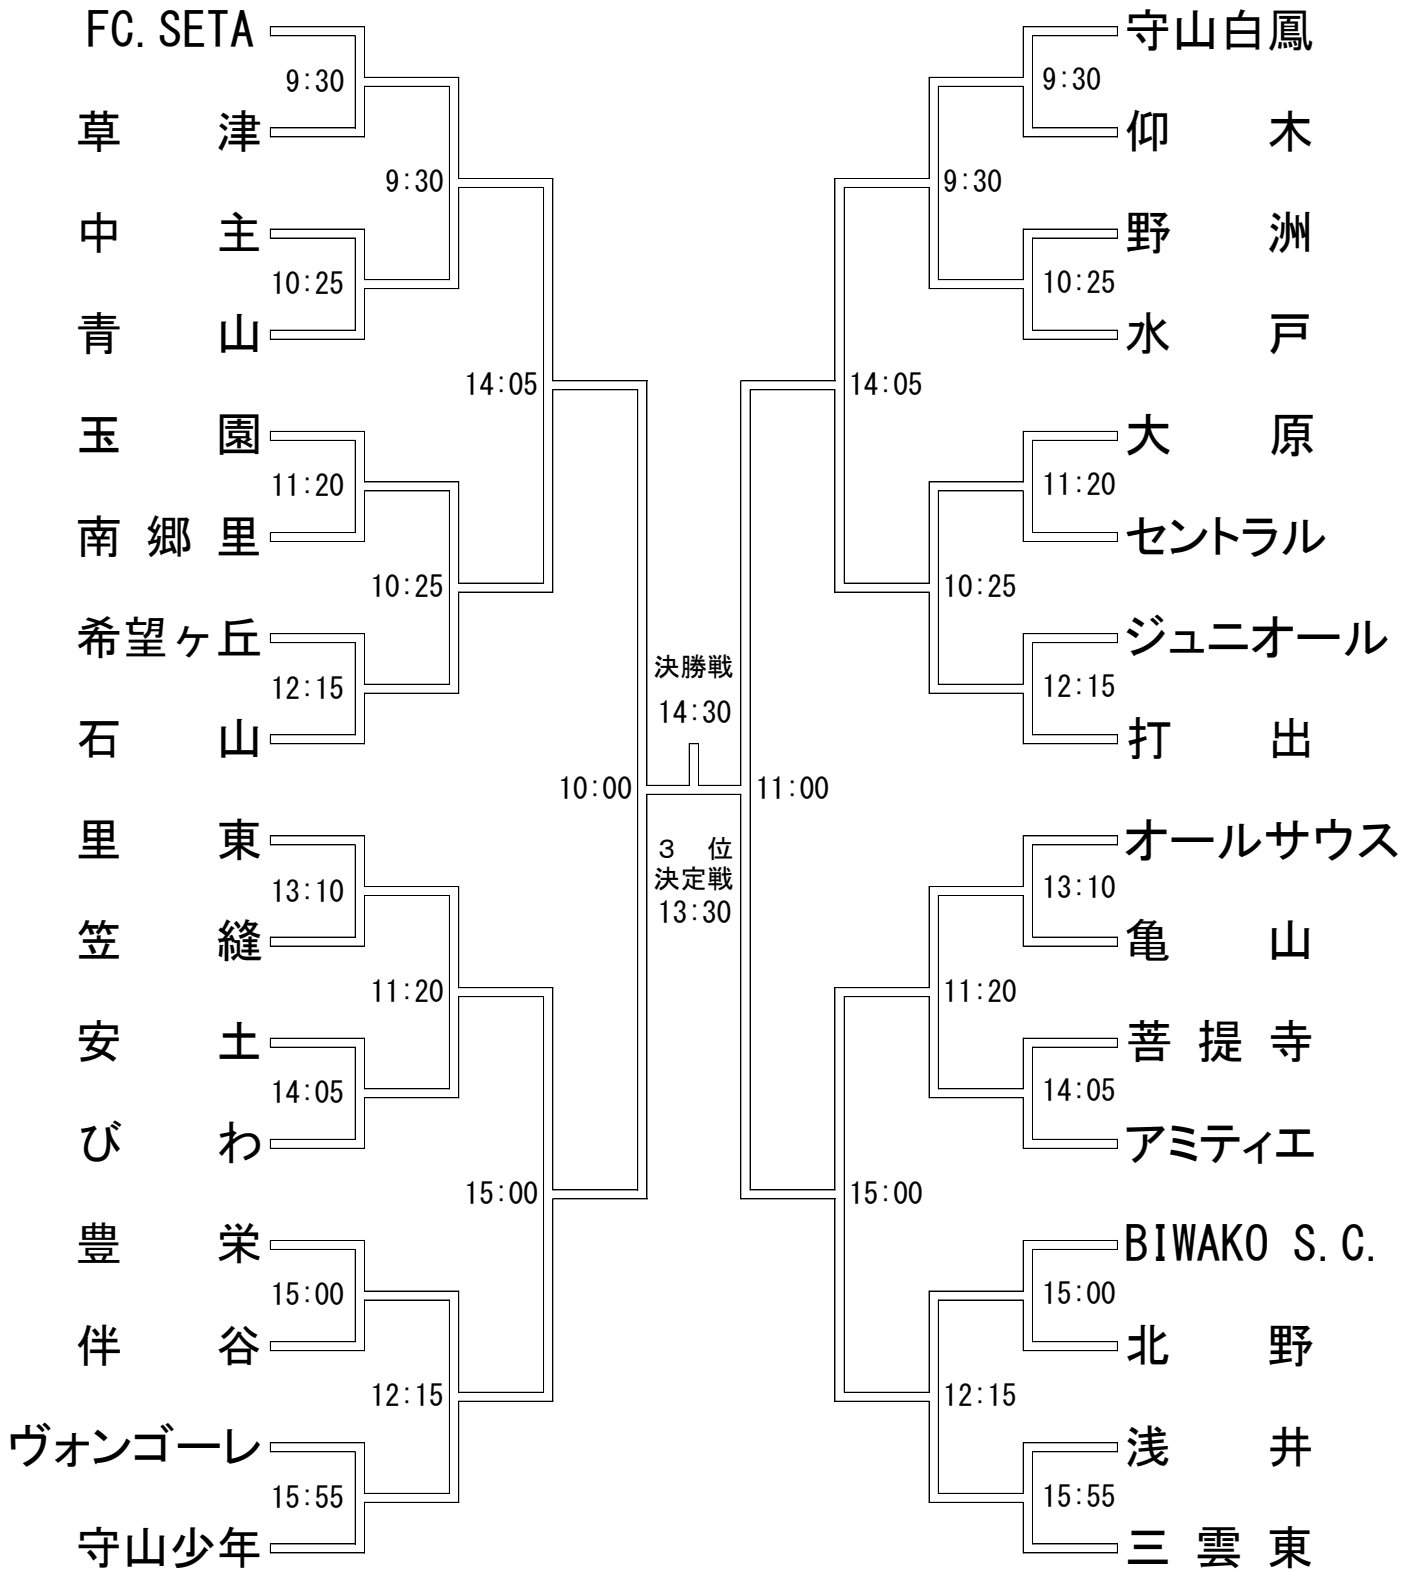 FC. SETA
9:30
草津
9:30
中主
10:25
青山
14:05
玉園
11:20
南郷里
10:25
希望ヶ丘
12:15
石山
10:00
里東
13:10
笠縫
11:20
安土
14:05
びわ
15:00
豊栄
15:00
伴谷
12:15
ヴォンゴーレ
15:55
守山少年
決勝戦
14:30
3位
決定戦
13:30
守山白鳳
9:30
仰木
9:30
野洲
10:25
水戸
14:05
大原
11:20
セントラル
10:25
ジュニオール
12:15
打出
11:00
オールサウス
13:10
亀山
11:20
菩提寺
14:05
アミティエ
15:00
BIWAKO S.C.
15:00
北野
12:15
浅井
15:55
三雲東